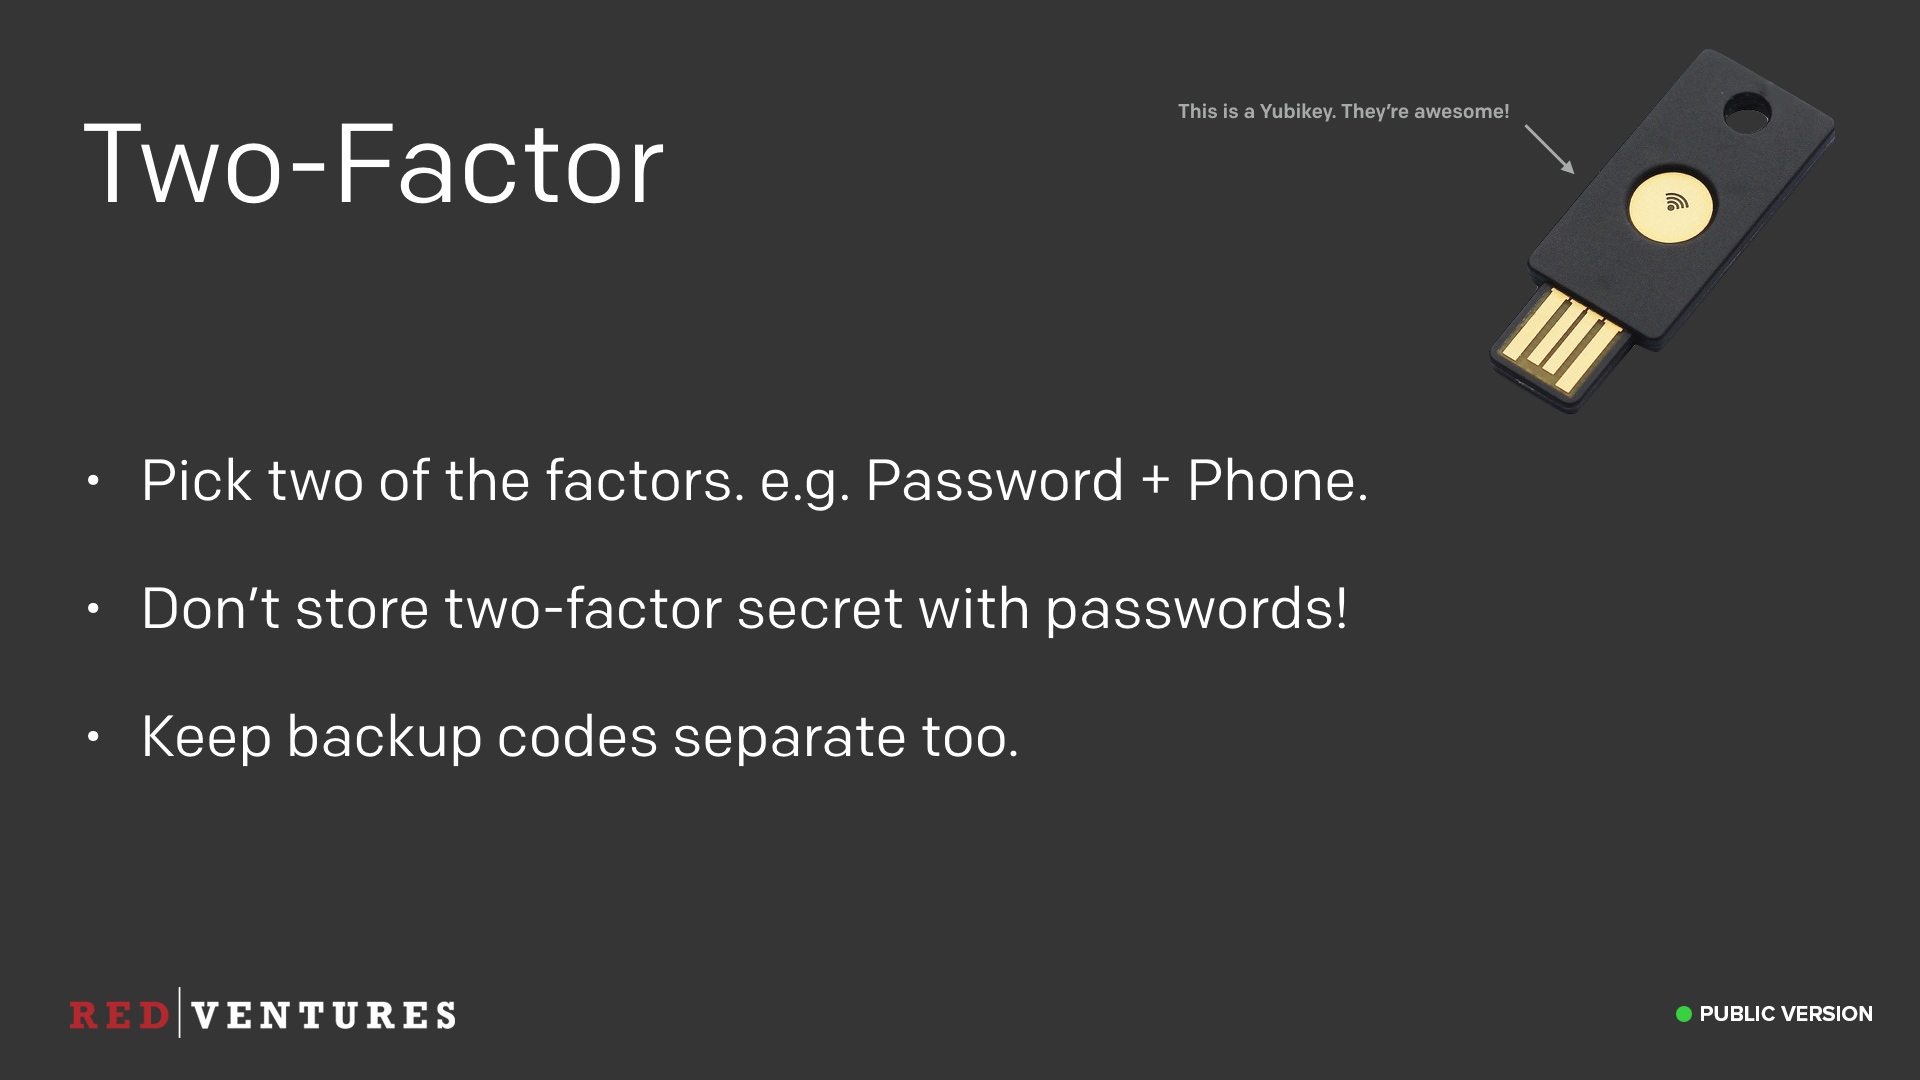 Two-Factor
This is a Yubikey. They’re awesome!
• Pick two of the factors. e.g. Password + Phone.
• Don’t store two-factor secret with passwords!
• Keep backup codes separate too.
RED VENTURES
PUBLIC VERSION